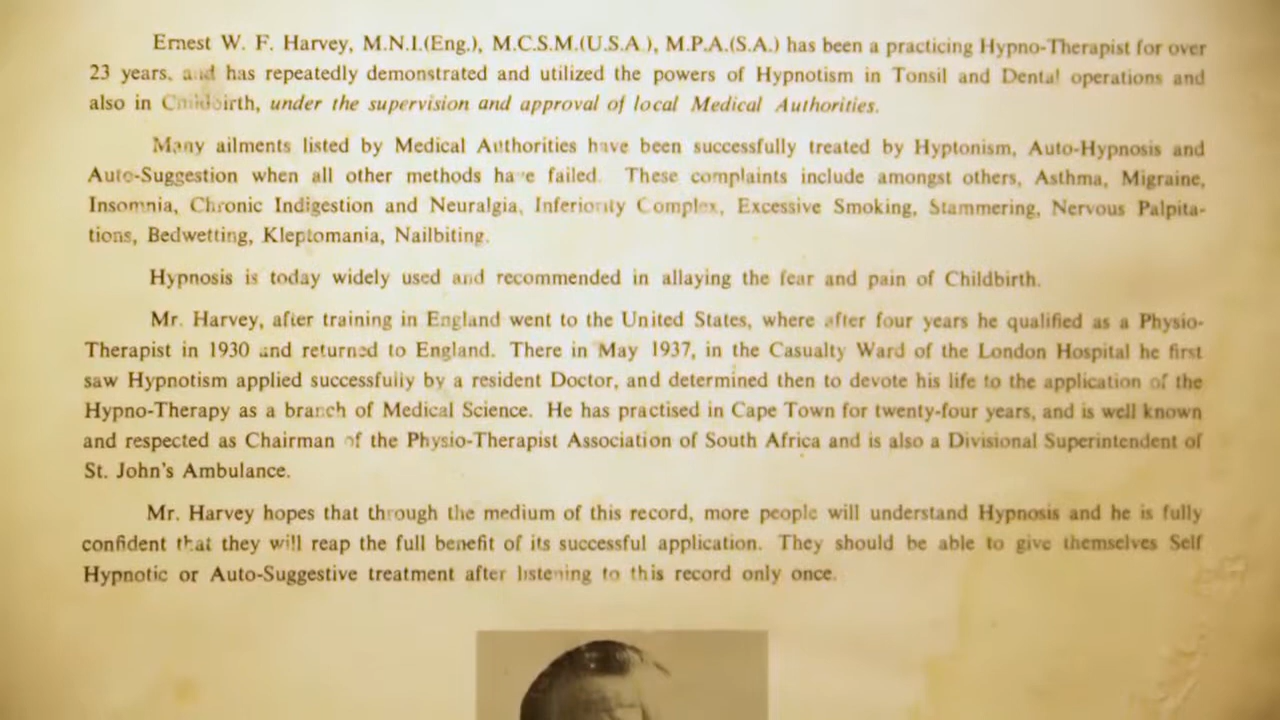 Ernest W. F. Harvey, M.N.I.(Eng.), M.C.S.M.(U.S.A.), M.P.A.(S.A.) has been a practicing Hypno-Therapist for over
23 years, and has repeatedly demonstrated and utilized the powers of Hypnotism in Tonsil and Dental operations and
also in Childbirth, under the supervision and approval of local Medical Authorities.
Many ailments listed by Medical Authorities have been successfully treated by Hyptonism, Auto-Hypnosis and
Auto-Suggestion when all other methods have failed. These complaints include amongst others, Asthma, Migraine,
Insomnia, Chronic Indigestion and Neuralgia, Inferiority Complex, Excessive Smoking, Stammering, Nervous Palpita-
tions, Bedwetting, Kleptomania, Nailbiting.
Hypnosis is today widely used and recommended in allaying the fear and pain of Childbirth.
Mr. Harvey, after training in England went to the United States, where after four years he qualified as a Physio-
Therapist in 1930 and returned to England. There in May 1937, in the Casualty Ward of the London Hospital he first
saw Hypnotism applied successfully by a resident Doctor, and determined then to devote his life to the application of the
Hypno-Therapy as a branch of Medical Science. He has practised in Cape Town for twenty-four years, and is well known
and respected as Chairman of the Physio-Therapist Association of South Africa and is also a Divisional Superintendent of
St. John's Ambulance.
Mr. Harvey hopes that through the medium of this record, more people will understand Hypnosis and he is fully
confident that they will reap the full benefit of its successful application. They should be able to give themselves Self
Hypnotic or Auto-Suggestive treatment after listening to this record only once.